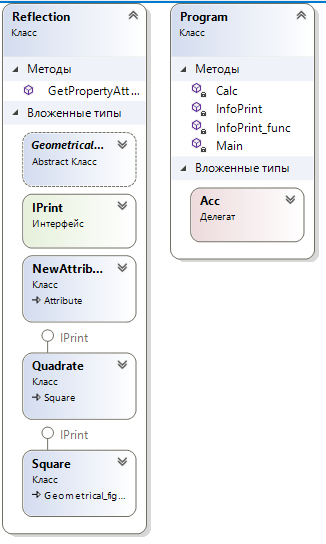 Reflection
Класс
Методы
GetPropertyAtt...
Вложенные типы
Geometrical...
Abstract Класс
IPrint
Интерфейс
NewAttrib...
Класс
Attribute
IPrint
Quadrate
Класс
Square
IPrint
Square
Класс
Geometrical_fig...
Program
Класс
Методы
Calc
InfoPrint
InfoPrint_func
Main
Вложенные типы
Acc
Делегат